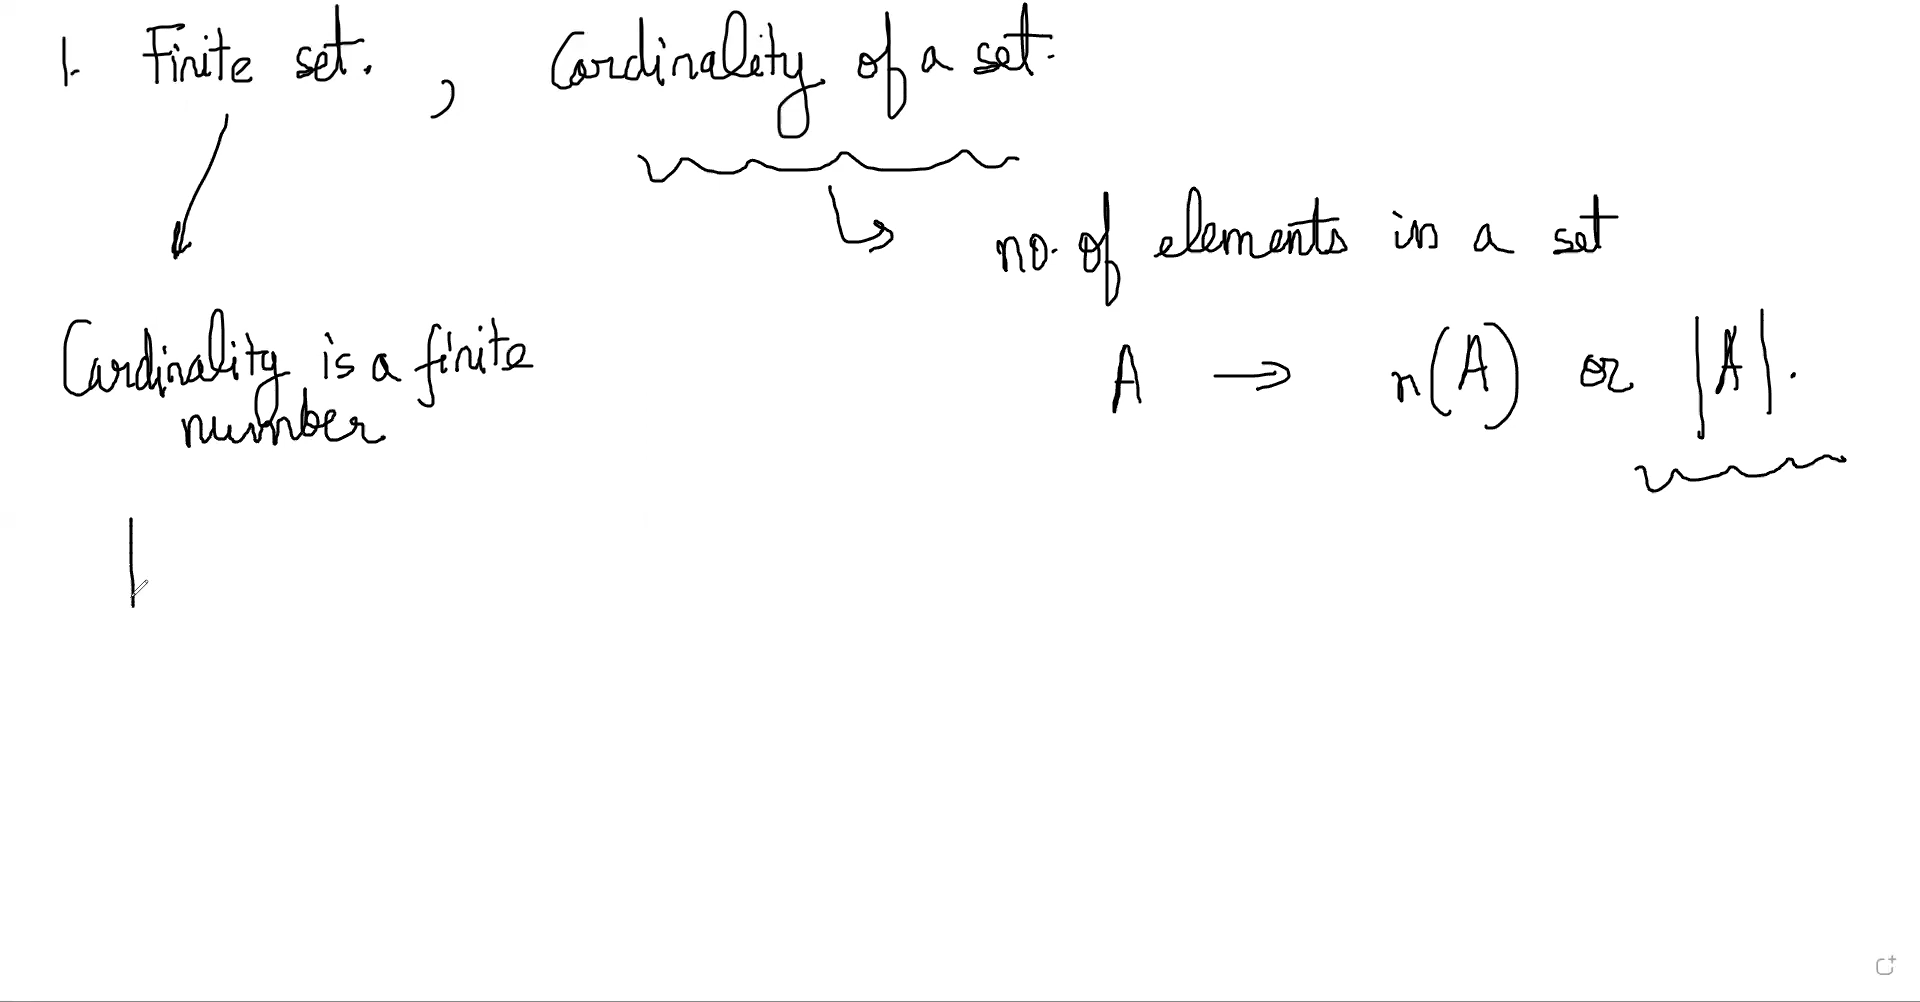 1. Finite set. , Cardinality of a set.
no. of elements in a set
Cardinality is a finite
number
A → n(A) or |A|.